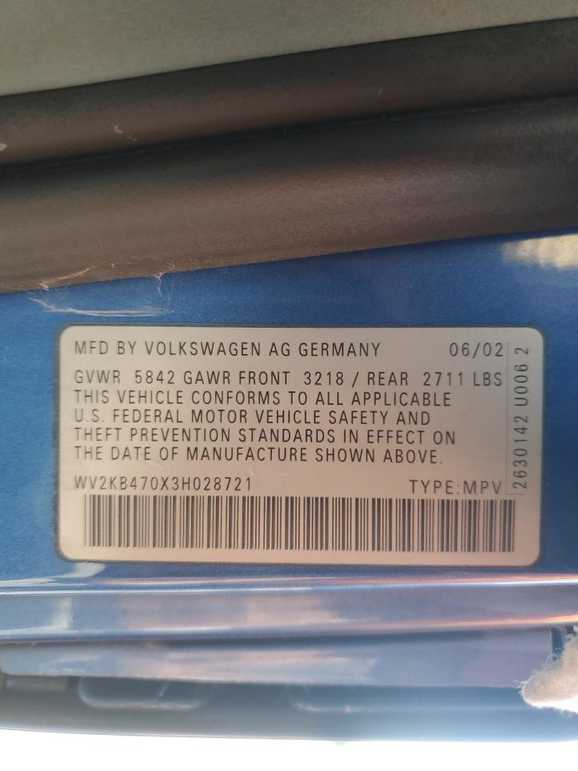 MFD BY VOLKSWAGEN AG GERMANY 06/02
GVWR 5842 GAWR FRONT 3218 / REAR 2711 LBS
THIS VEHICLE CONFORMS TO ALL APPLICABLE
U.S. FEDERAL MOTOR VEHICLE SAFETY AND
THEFT PREVENTION STANDARDS IN EFFECT ON
THE DATE OF MANUFACTURE SHOWN ABOVE.
WV2KB470X3H028721 TYPE:MPV
2630142 U006 2